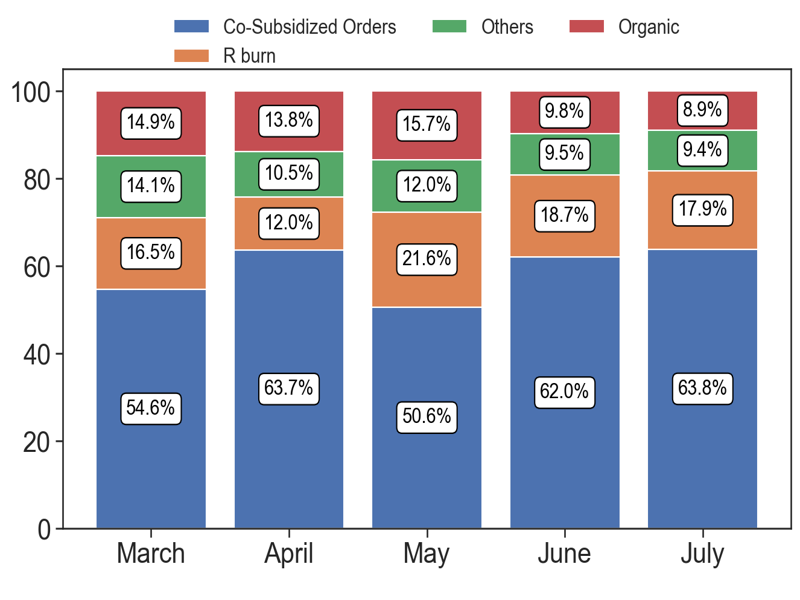 Co-Subsidized Orders Others Organic
R burn
100
80
60
40
20
0
14.9% 13.8% 15.7% 9.8% 8.9%
14.1% 10.5% 12.0% 9.5% 9.4%
16.5% 12.0% 21.6% 18.7% 17.9%
54.6% 63.7% 50.6% 62.0% 63.8%
March April May June July